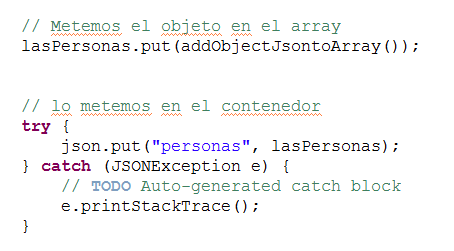 // Metemos el objeto en el array
lasPersonas.put(addObjectJsontoArray());
// lo metemos en el contenedor
try {
json.put("personas", lasPersonas);
} catch (JSONException e) {
// TODO Auto-generated catch block
e.printStackTrace();
}